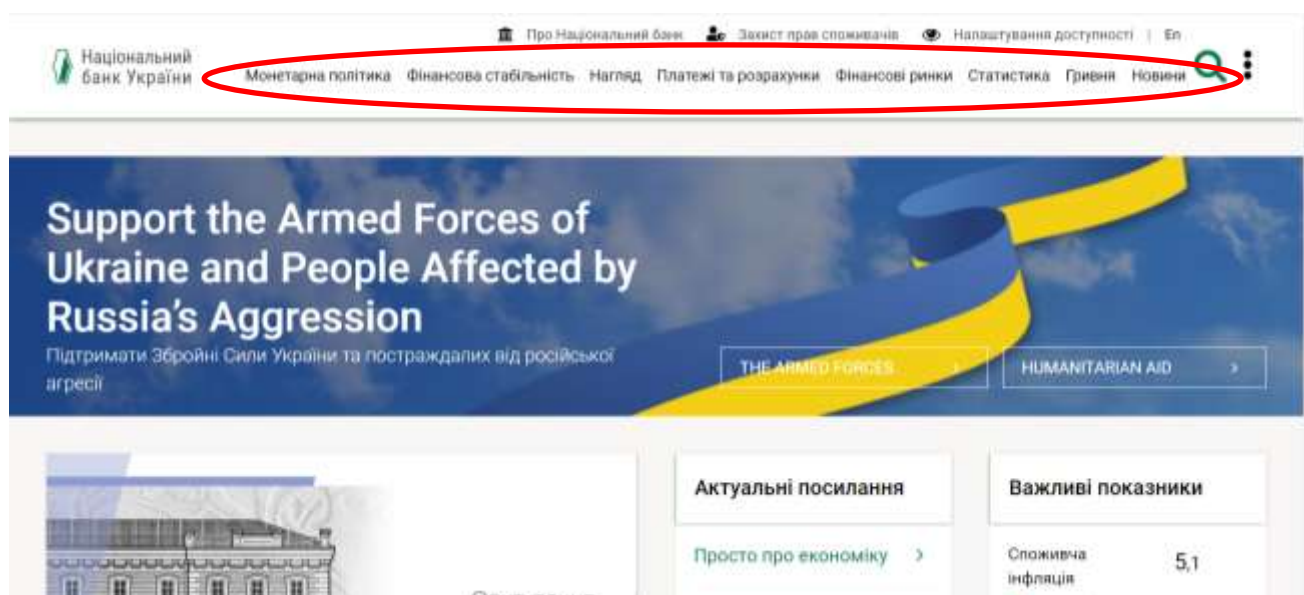 Про Національний банк Захист прав споживачів Налаштування доступності | En
Національний
банк України
Монетарна політика Фінансова стабільність Нагляд Платежі та розрахунки Фінансові ринки Статистика Гривня Новини
Support the Armed Forces of
Ukraine and People Affected by
Russia's Aggression
Підтримати Збройні Сили України та постраждалих від російської
агресії
THE ARMED FORCES >
HUMANITARIAN AID >
Актуальні посилання
Просто про економіку >
Важливі показники
Споживча
інфляція
5,1